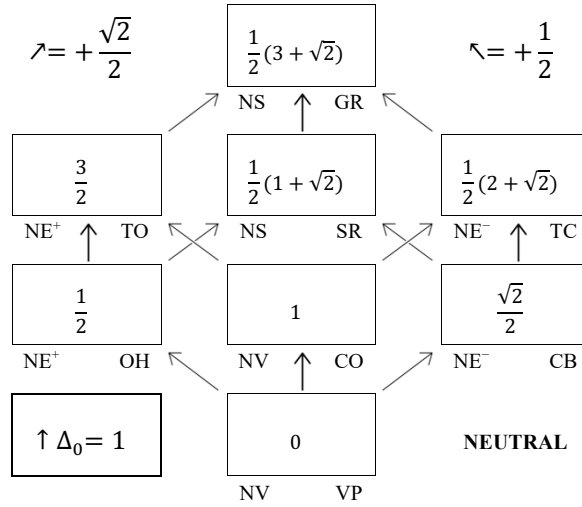 ↗= +√2/2
1/2(3 + √2)
↖= +1/2
NS GR
3/2
1/2(1 + √2)
1/2(2 + √2)
NE⁺ TO
NS SR
NE⁻ TC
1/2
1
√2/2
NE⁺ OH
NV CO
NE⁻ CB
↑ Δ₀= 1
0
NEUTRAL
NV VP